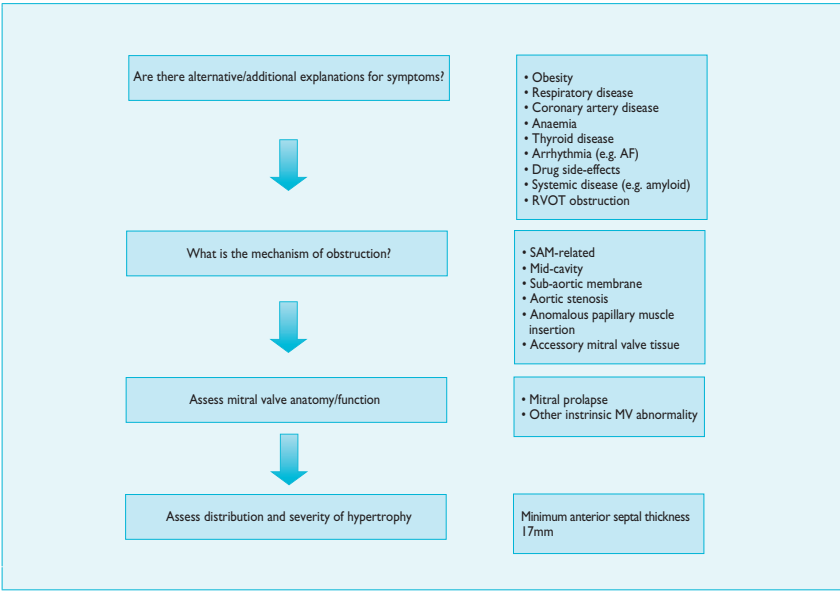 Are there alternative/additional explanations for symptoms?
• Obesity
• Respiratory disease
• Coronary artery disease
• Anaemia
• Thyroid disease
• Arrhythmia (e.g. AF)
• Drug side-effects
• Systemic disease (e.g. amyloid)
• RVOT obstruction
What is the mechanism of obstruction?
• SAM-related
• Mid-cavity
• Sub-aortic membrane
• Aortic stenosis
• Anomalous papillary muscle
insertion
• Accessory mitral valve tissue
Assess mitral valve anatomy/function
• Mitral prolapse
• Other instrinsic MV abnormality
Assess distribution and severity of hypertrophy
Minimum anterior septal thickness
17mm